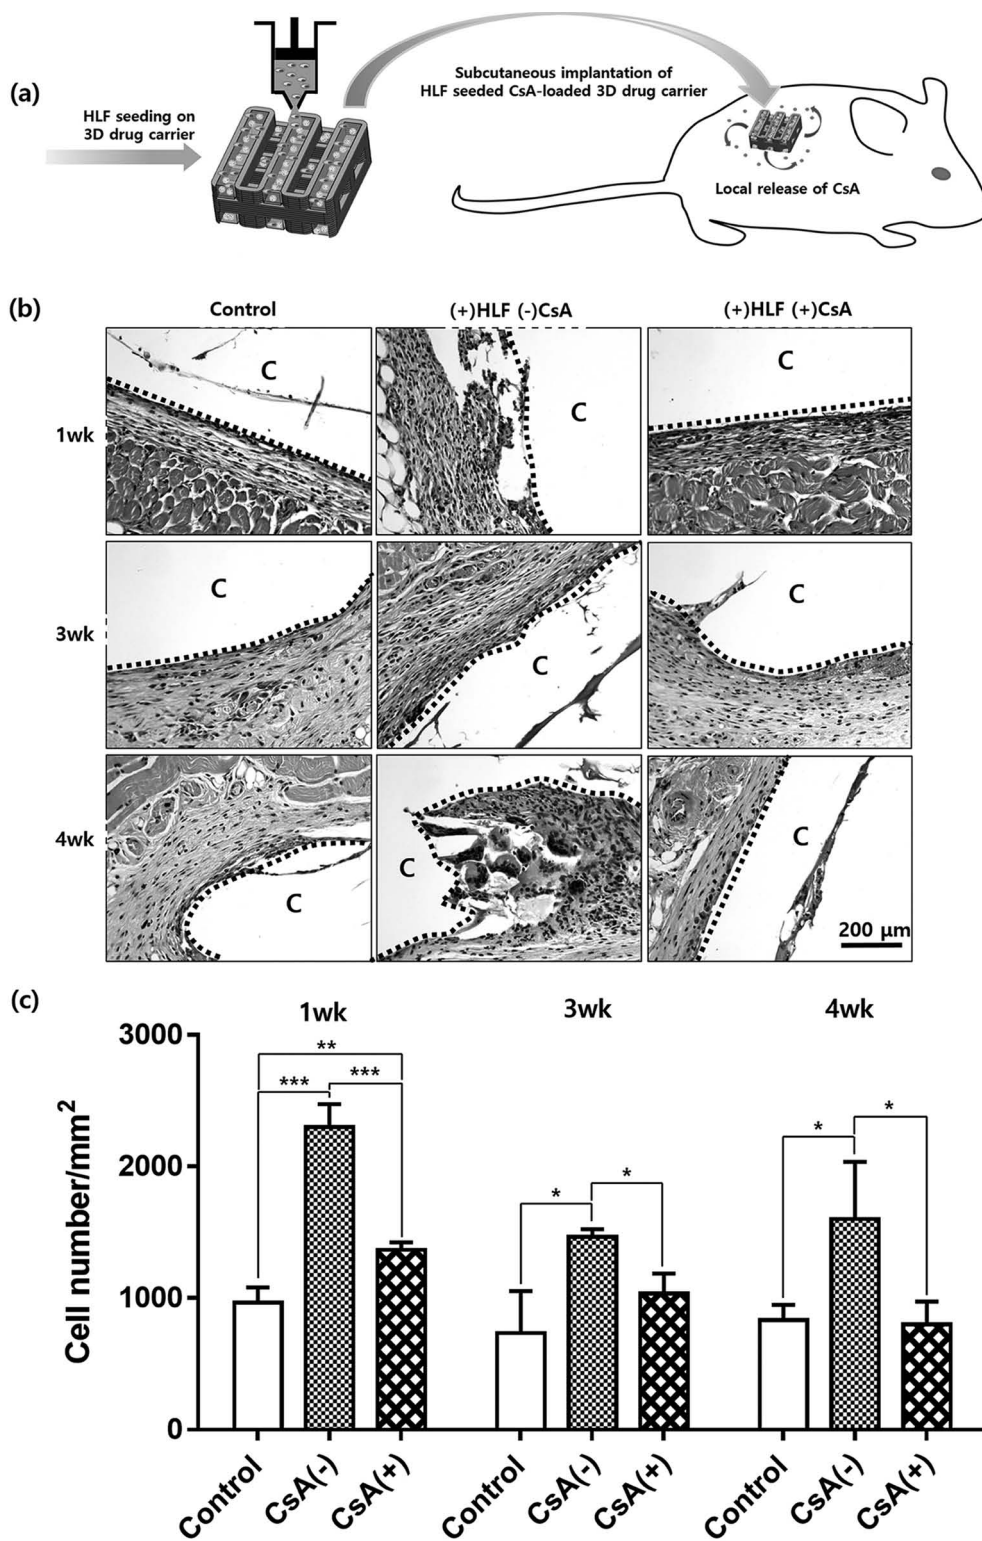 (a)
HLF seeding on
3D drug carrier
Subcutaneous implantation of
HLF seeded CsA-loaded 3D drug carrier
Local release of CsA
(b)
Control (+)HLF (-)CsA (+)HLF (+)CsA
1wk
C C C
3wk
C C C
4wk
C C C
200 μm
(c)
1wk 3wk 4wk
Cell number/mm²
3000
2000
1000
0
** 
*** ***
* *
* *
Control CsA(-) CsA(+) Control CsA(-) CsA(+) Control CsA(-) CsA(+)